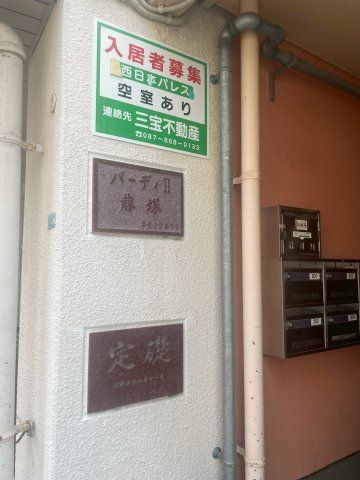 入居者募集
西日本パレス
空室あり
連絡先 三宝不動産
☎087-868-0133
パーディⅡ
藤塚
定礎